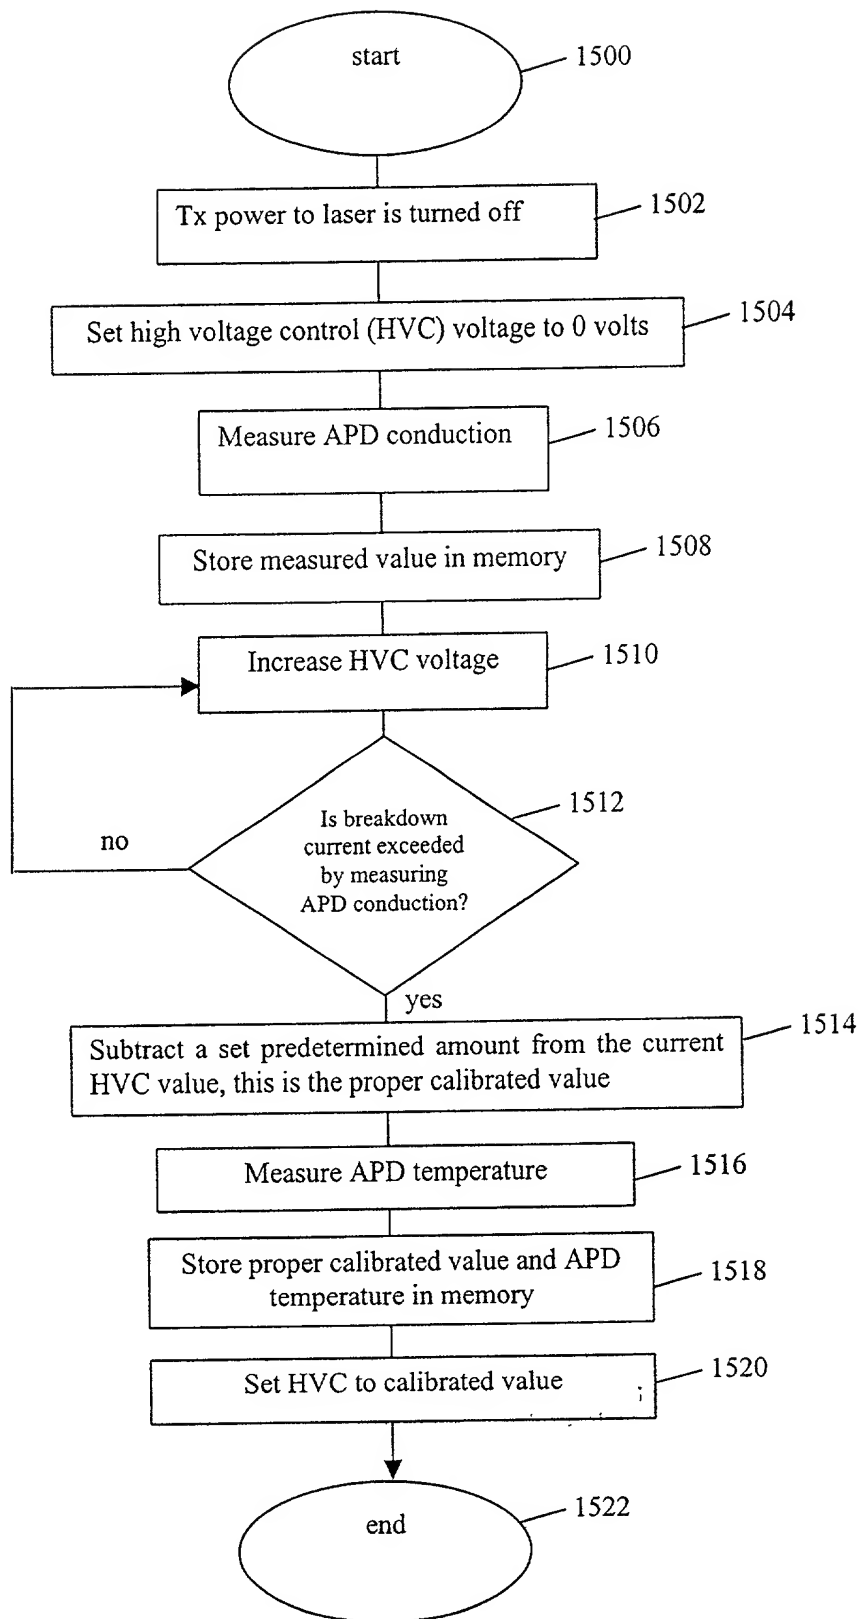 start
1500
Tx power to laser is turned off
1502
Set high voltage control (HVC) voltage to 0 volts
1504
Measure APD conduction
1506
Store measured value in memory
1508
Increase HVC voltage
1510
Is breakdown
current exceeded
by measuring
APD conduction?
1512
no
yes
Subtract a set predetermined amount from the current
HVC value, this is the proper calibrated value
1514
Measure APD temperature
1516
Store proper calibrated value and APD
temperature in memory
1518
Set HVC to calibrated value
1520
end
1522